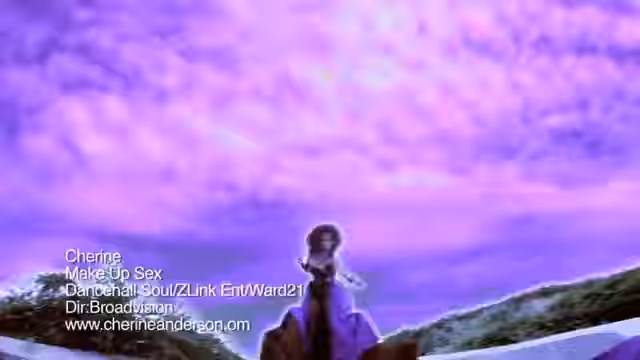 Cherine
Make Up Sex
Dancehall Soul/ZLink Ent/Ward21
Dir:Broadvision
www.cherineanderson.om